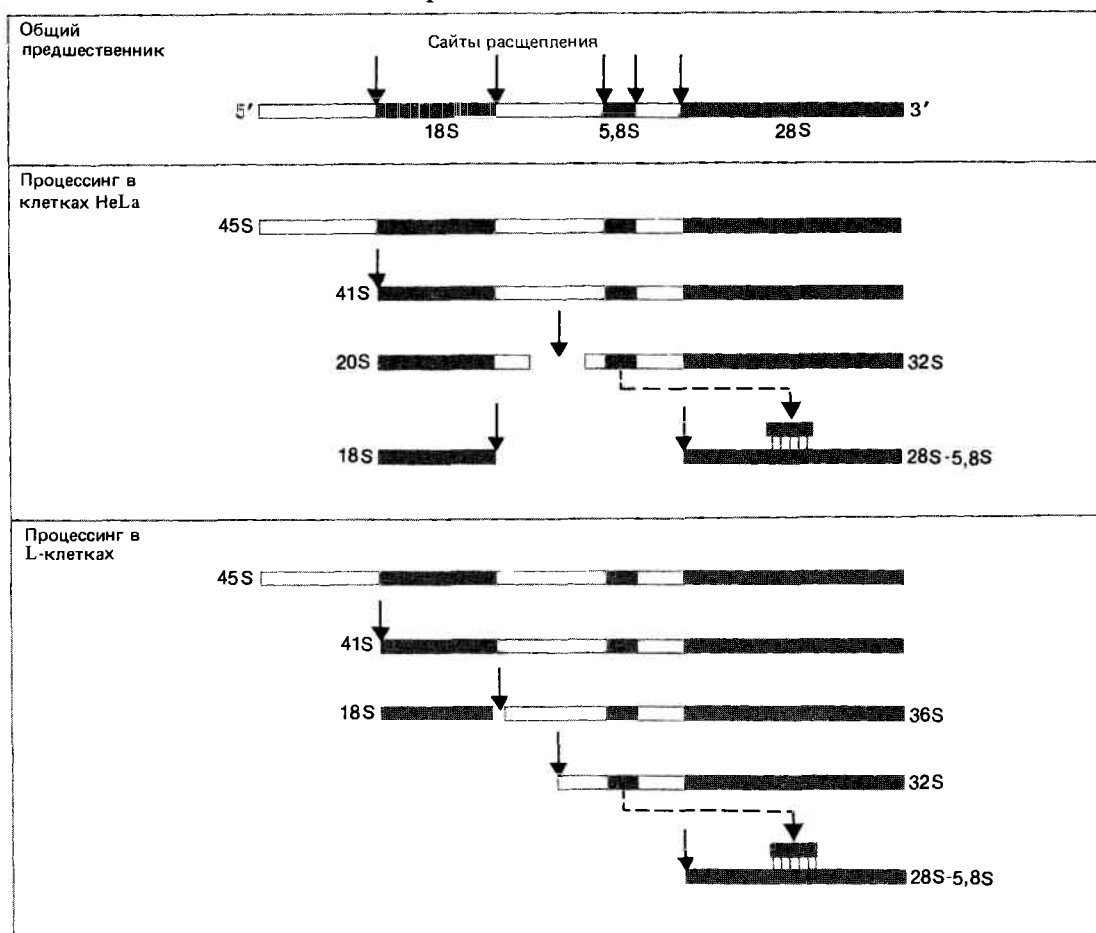 Общий
предшественник
Сайты расщепления
5′ 3′
18S 5,8S 28S
Процессинг в
клетках HeLa
45S
41S
20S 32S
18S 28S-5,8S
Процессинг в
L-клетках
45S
41S
18S 36S
32S
28S-5,8S